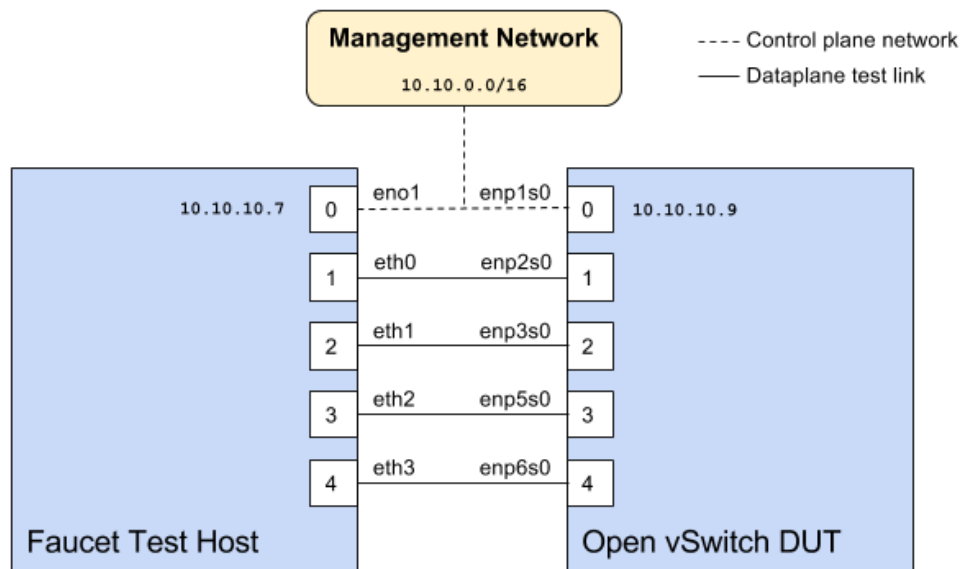 Management Network
10.10.0.0/16
Control plane network
Dataplane test link
10.10.10.7
0
eno1
enp1s0
0
10.10.10.9
1
eth0
enp2s0
1
2
eth1
enp3s0
2
3
eth2
enp5s0
3
4
eth3
enp6s0
4
Faucet Test Host
Open vSwitch DUT